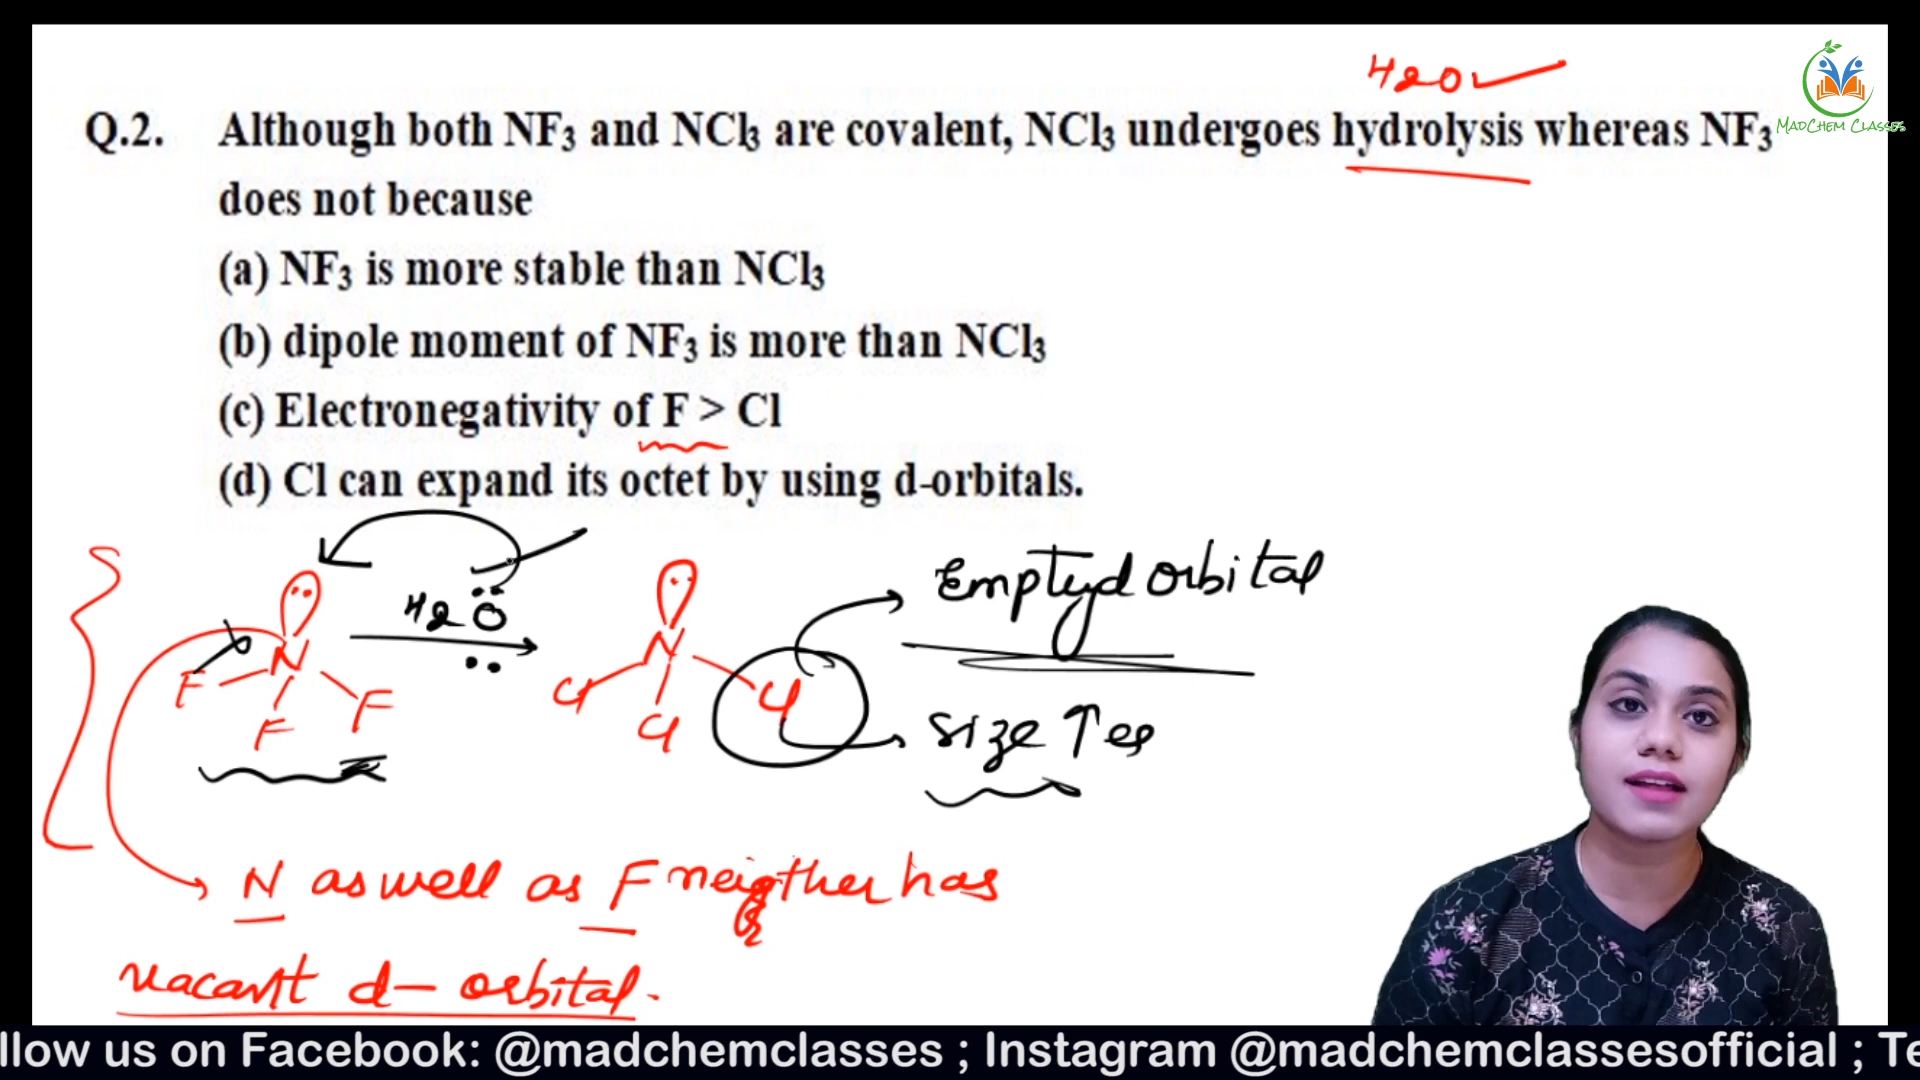 H2O
Q.2. Although both NF3 and NCl3 are covalent, NCl3 undergoes hydrolysis whereas NF3
does not because
(a) NF3 is more stable than NCl3
(b) dipole moment of NF3 is more than NCl3
(c) Electronegativity of F > Cl
(d) Cl can expand its octet by using d-orbitals.
MADCHEM CLASSES
H2O
N
F
F
F
N
Cl
Cl
Cl
Empty d orbital
size ↑es
N as well as F neigther has
vacant d- orbital.
llow us on Facebook: @madchemclasses ; Instagram @madchemclassesofficial ; Te